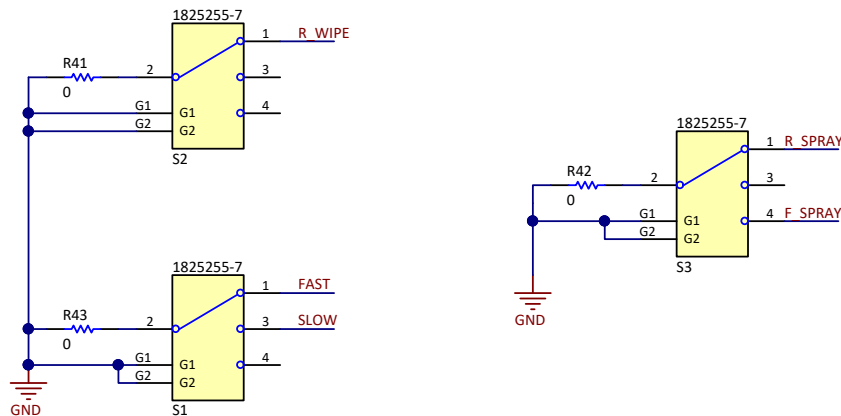 1825255-7
1 R_WIPE
R41
0
2
3
G1 G1
4
G2 G2
S2
1825255-7
1 R_SPRAY
R42
0
2
3
G1 G1
4 F_SPRAY
G2 G2
S3
GND
1825255-7
1 FAST
R43
0
2
3 SLOW
G1 G1
4
G2 G2
S1
GND